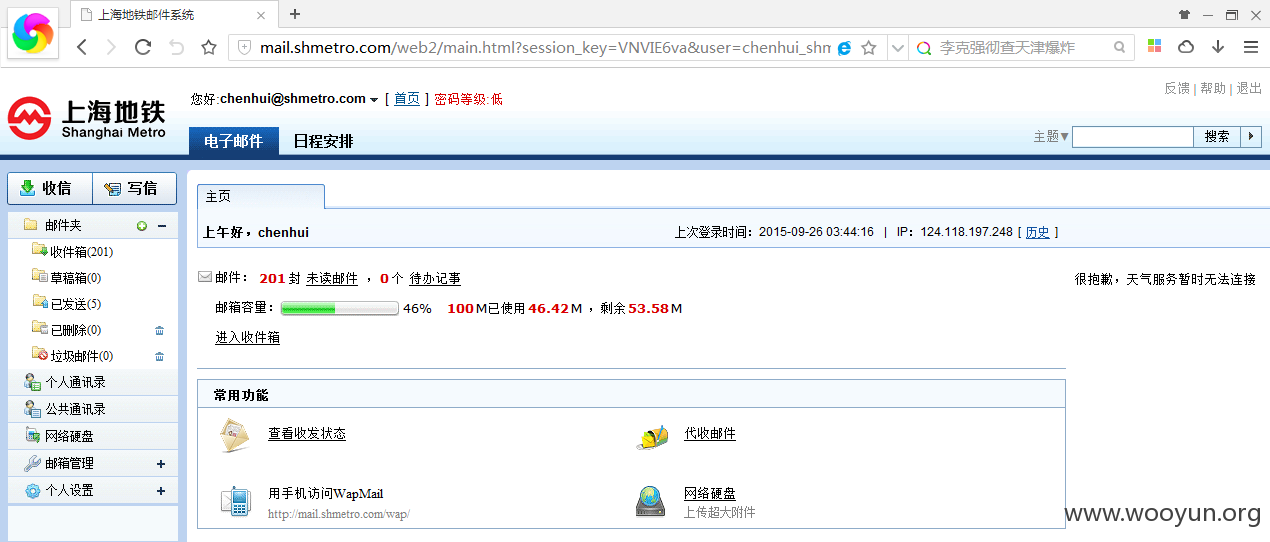 上海地铁邮件系统
mail.shmetro.com/web2/main.html?session_key=VNVIE6va&user=chenhui_shm
李克强彻查天津爆炸
反馈 | 帮助 | 退出
上海地铁
Shanghai Metro
您好:chenhui@shmetro.com [ 首页 ] 密码等级:低
电子邮件 日程安排
主题 搜索
收信 写信
邮件夹
收件箱(201)
草稿箱(0)
已发送(5)
已删除(0)
垃圾邮件(0)
个人通讯录
公共通讯录
网络硬盘
邮箱管理
个人设置
主页
上午好，chenhui
上次登录时间：2015-09-26 03:44:16 | IP：124.118.197.248 [ 历史 ]
邮件： 201 封 未读邮件 ，0 个 待办记事
很抱歉，天气服务暂时无法连接
邮箱容量： 46% 100M已使用46.42M ，剩余53.58M
进入收件箱
常用功能
查看收发状态
代收邮件
用手机访问WapMail
http://mail.shmetro.com/wap/
网络硬盘
上传超大附件
www.wooyun.org